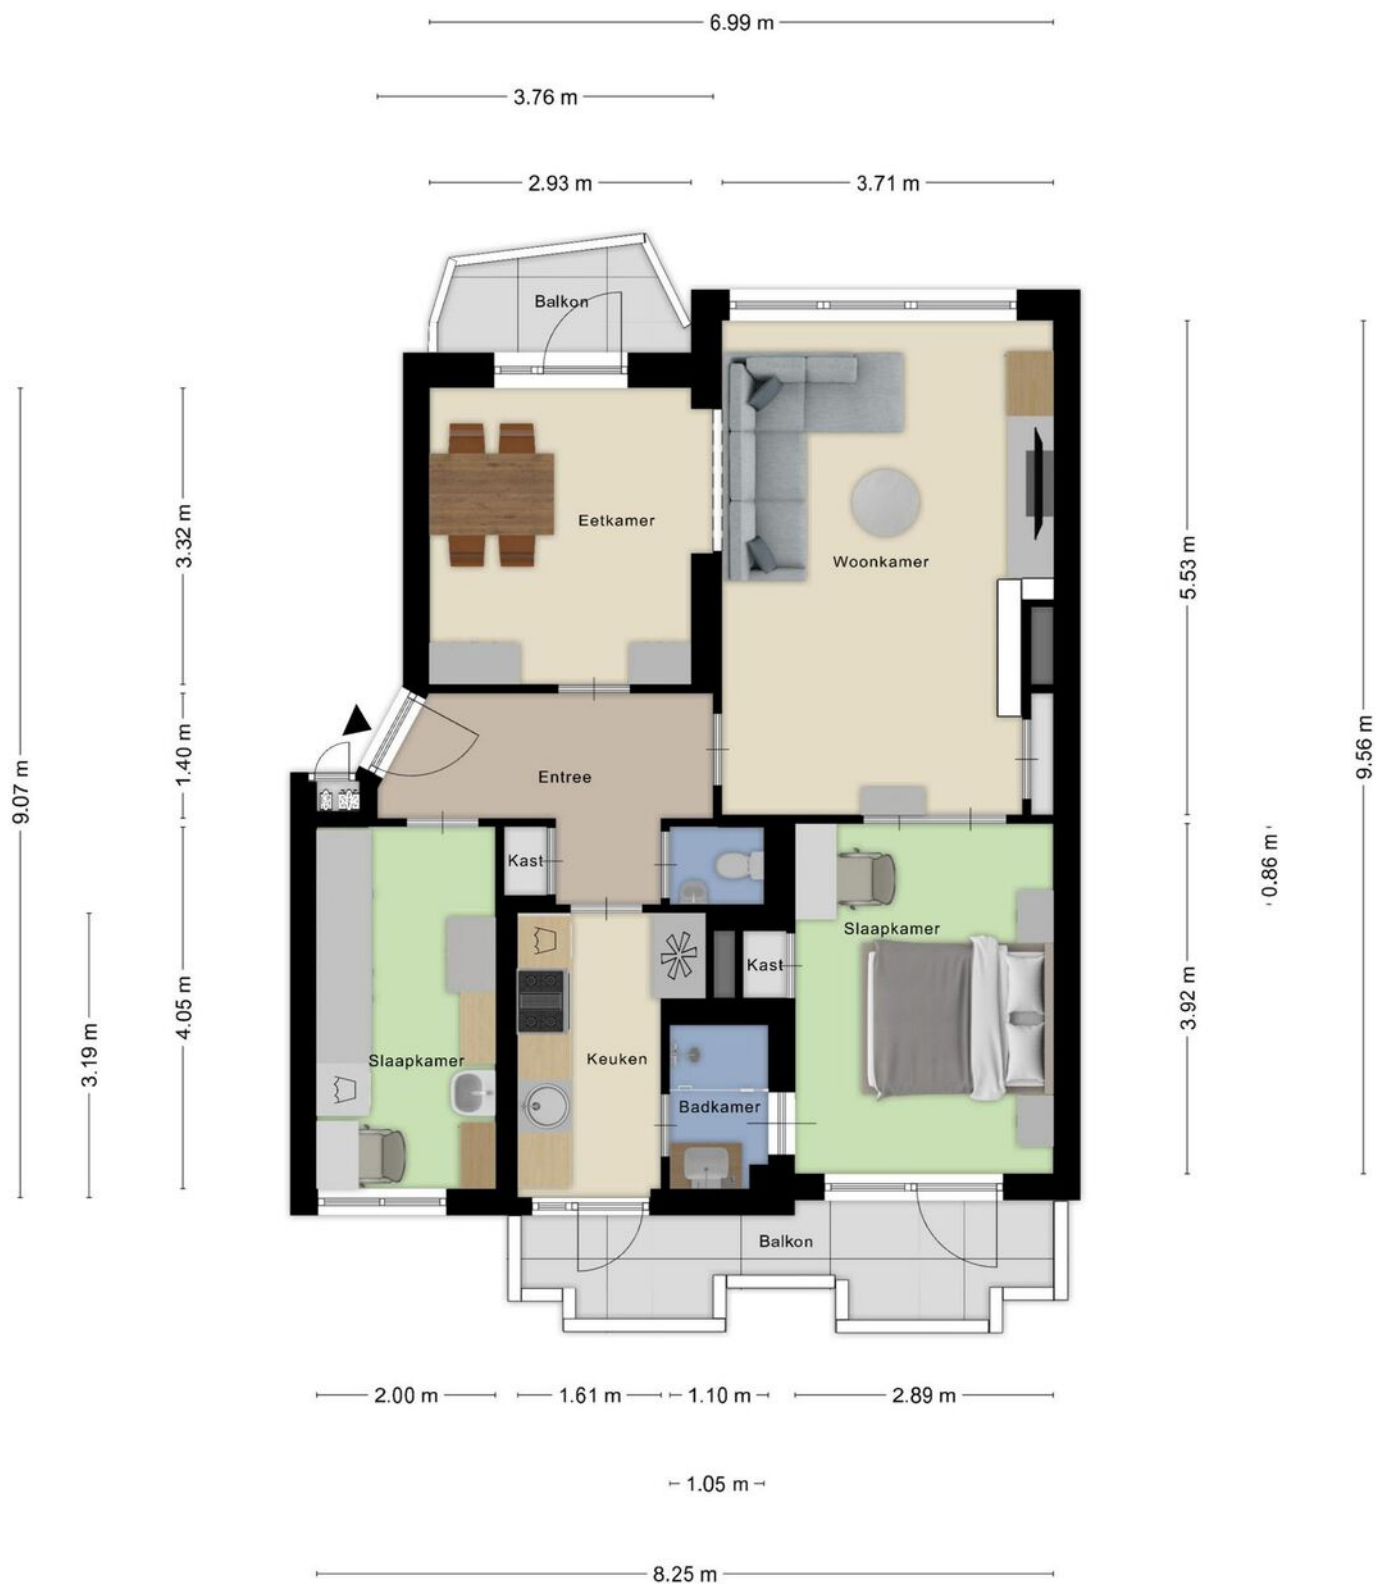 6.99 m
3.76 m
2.93 m
3.71 m
Balkon
Eetkamer
Woonkamer
3.32 m
5.53 m
9.07 m
1.40 m
9.56 m
Entree
Kast
0.86 m
Slaapkamer
Kast
4.05 m
3.92 m
3.19 m
Slaapkamer
Keuken
Badkamer
Balkon
2.00 m
1.61 m
1.10 m
2.89 m
1.05 m
8.25 m